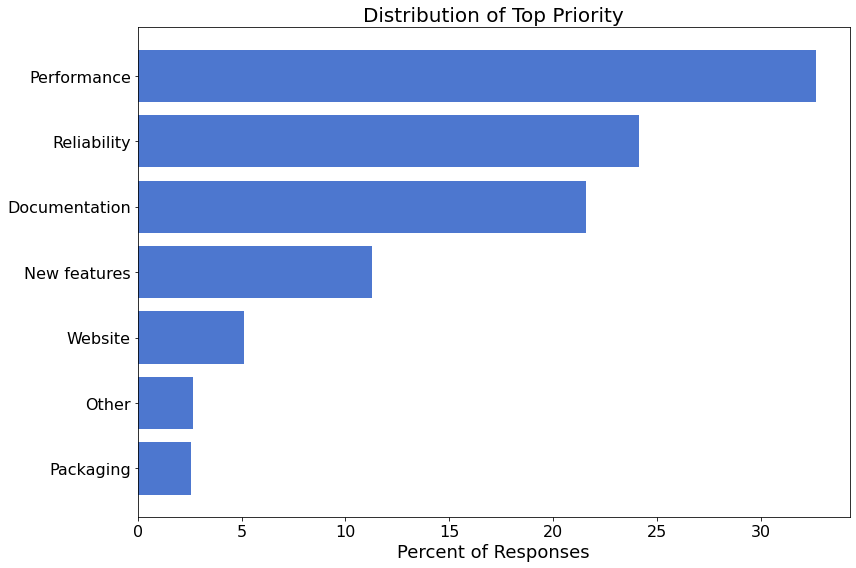 Distribution of Top Priority
Performance
Reliability
Documentation
New features
Website
Other
Packaging
0 5 10 15 20 25 30
Percent of Responses